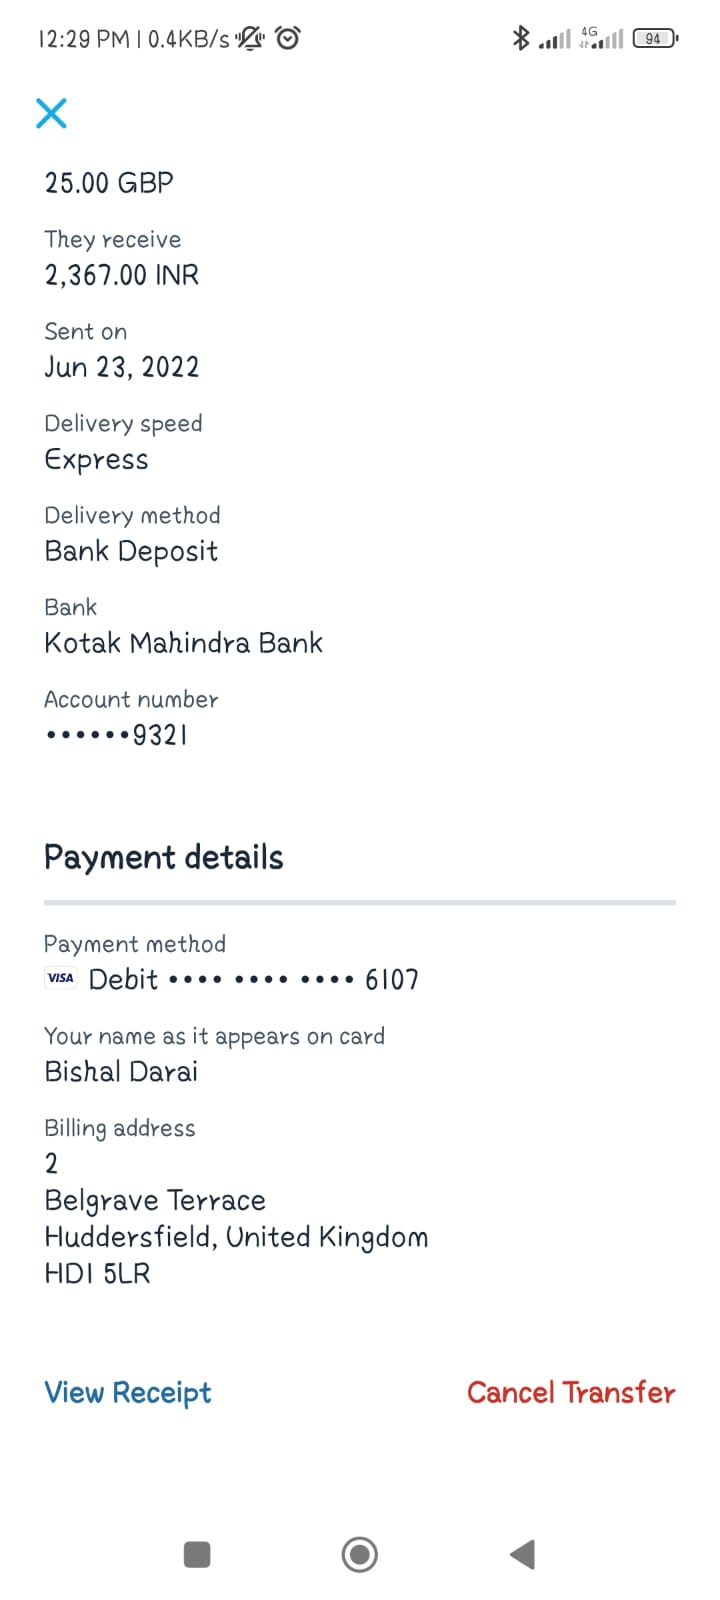 12:29 PM | 0.4KB/s
4G
94
25.00 GBP
They receive
2,367.00 INR
Sent on
Jun 23, 2022
Delivery speed
Express
Delivery method
Bank Deposit
Bank
Kotak Mahindra Bank
Account number
••••••9321
Payment details
Payment method
VISA Debit •••• •••• •••• 6107
Your name as it appears on card
Bishal Darai
Billing address
2
Belgrave Terrace
Huddersfield, United Kingdom
HD1 5LR
View Receipt
Cancel Transfer